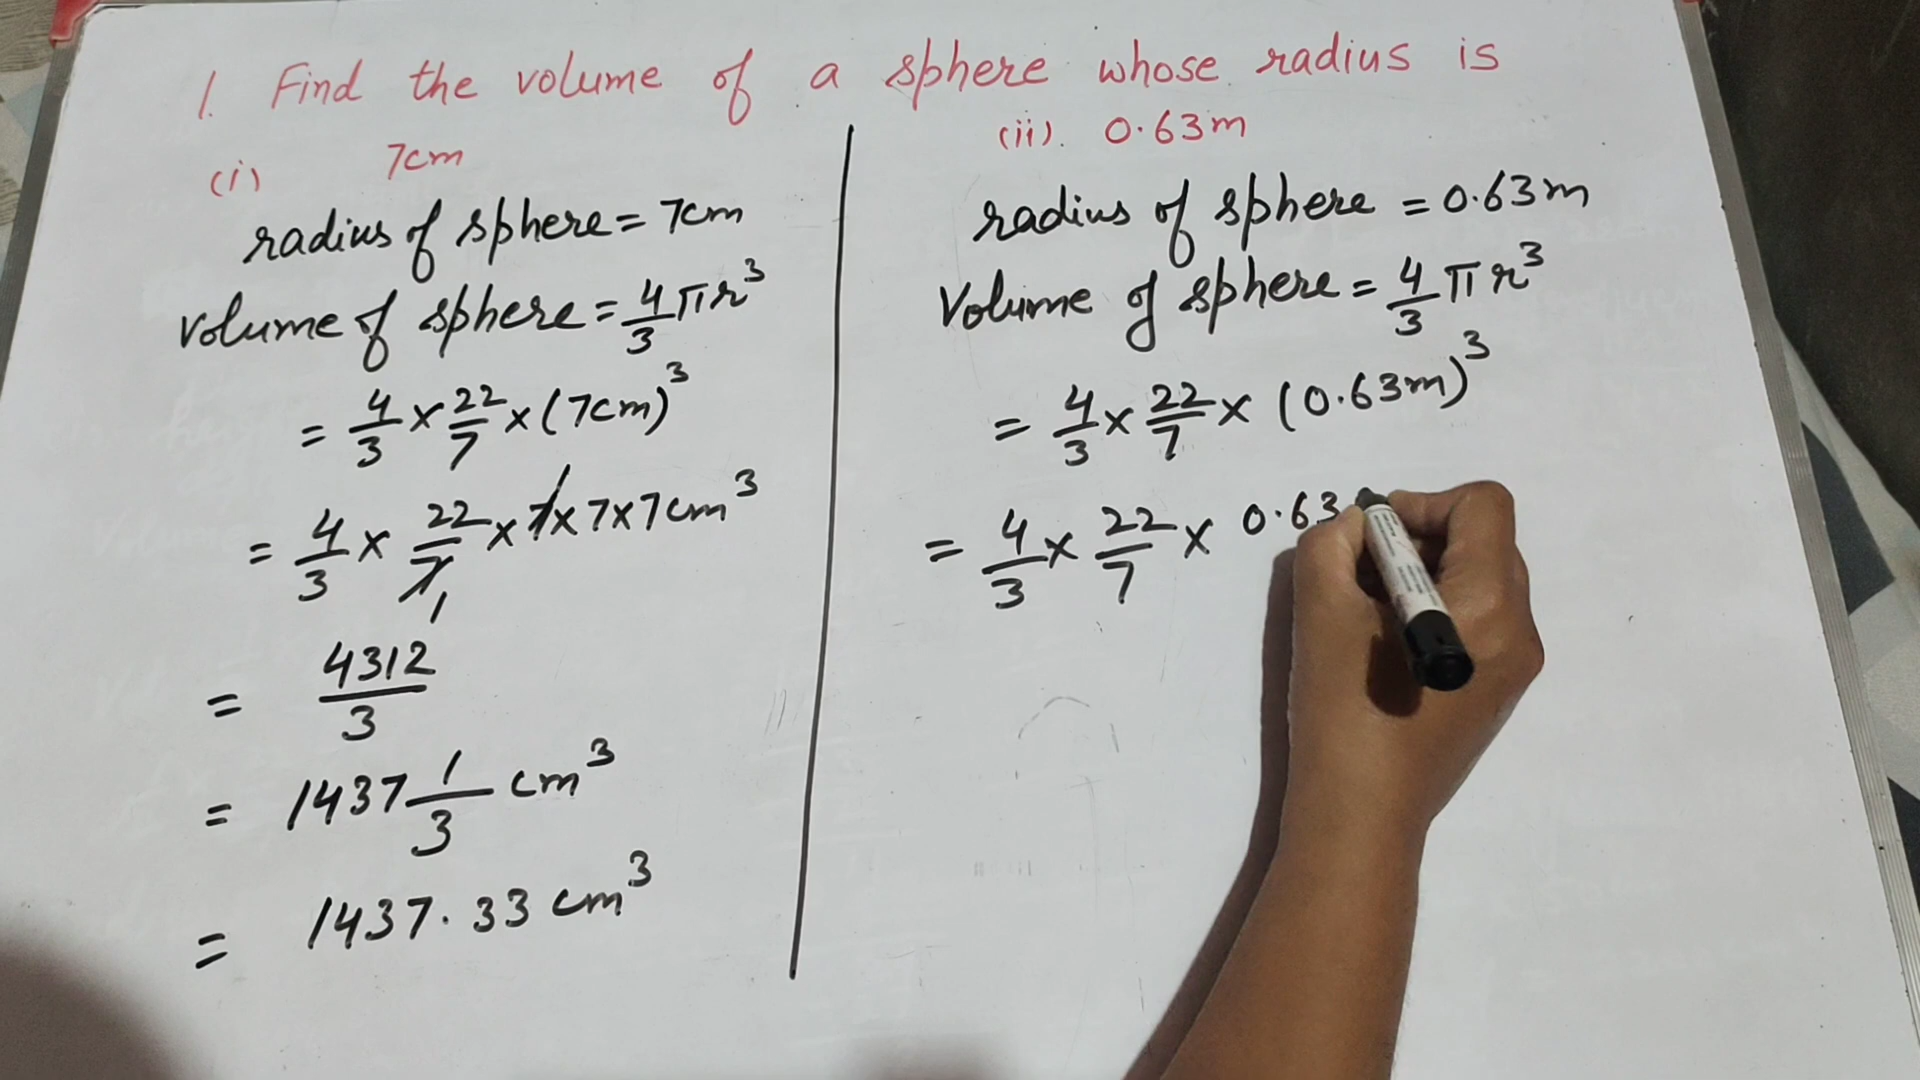 1. Find the volume of a sphere whose radius is
(i) 7cm
radius of sphere = 7cm
volume of sphere = 4/3 πr³
= 4/3 × 22/7 × (7cm)³
= 4/3 × 22/7 × 7 × 7 × 7cm³
1
= 4312/3
= 1437 1/3 cm³
= 1437.33 cm³
(ii). 0.63m
radius of sphere = 0.63m
Volume of sphere = 4/3 πr³
= 4/3 × 22/7 × (0.63m)³
= 4/3 × 22/7 × 0.63